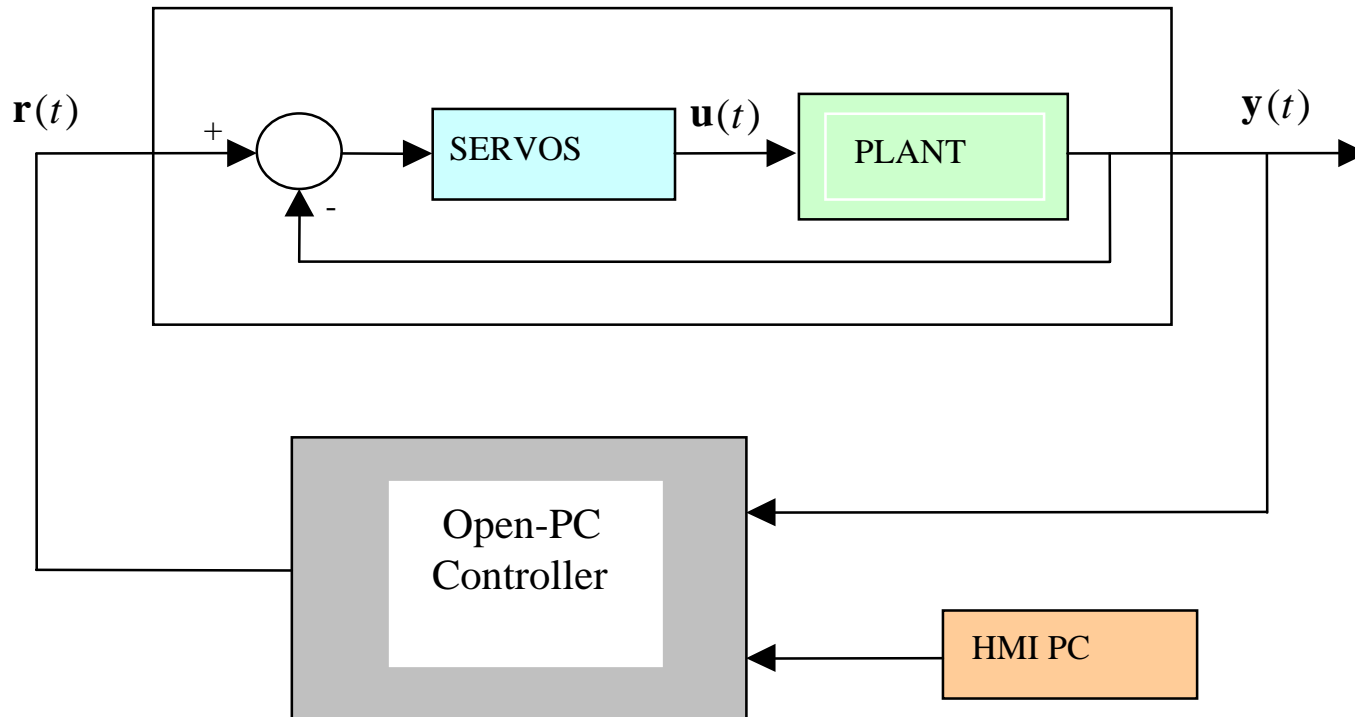 r(t)
+
-
SERVOS
u(t)
PLANT
y(t)
Open-PC
Controller
HMI PC